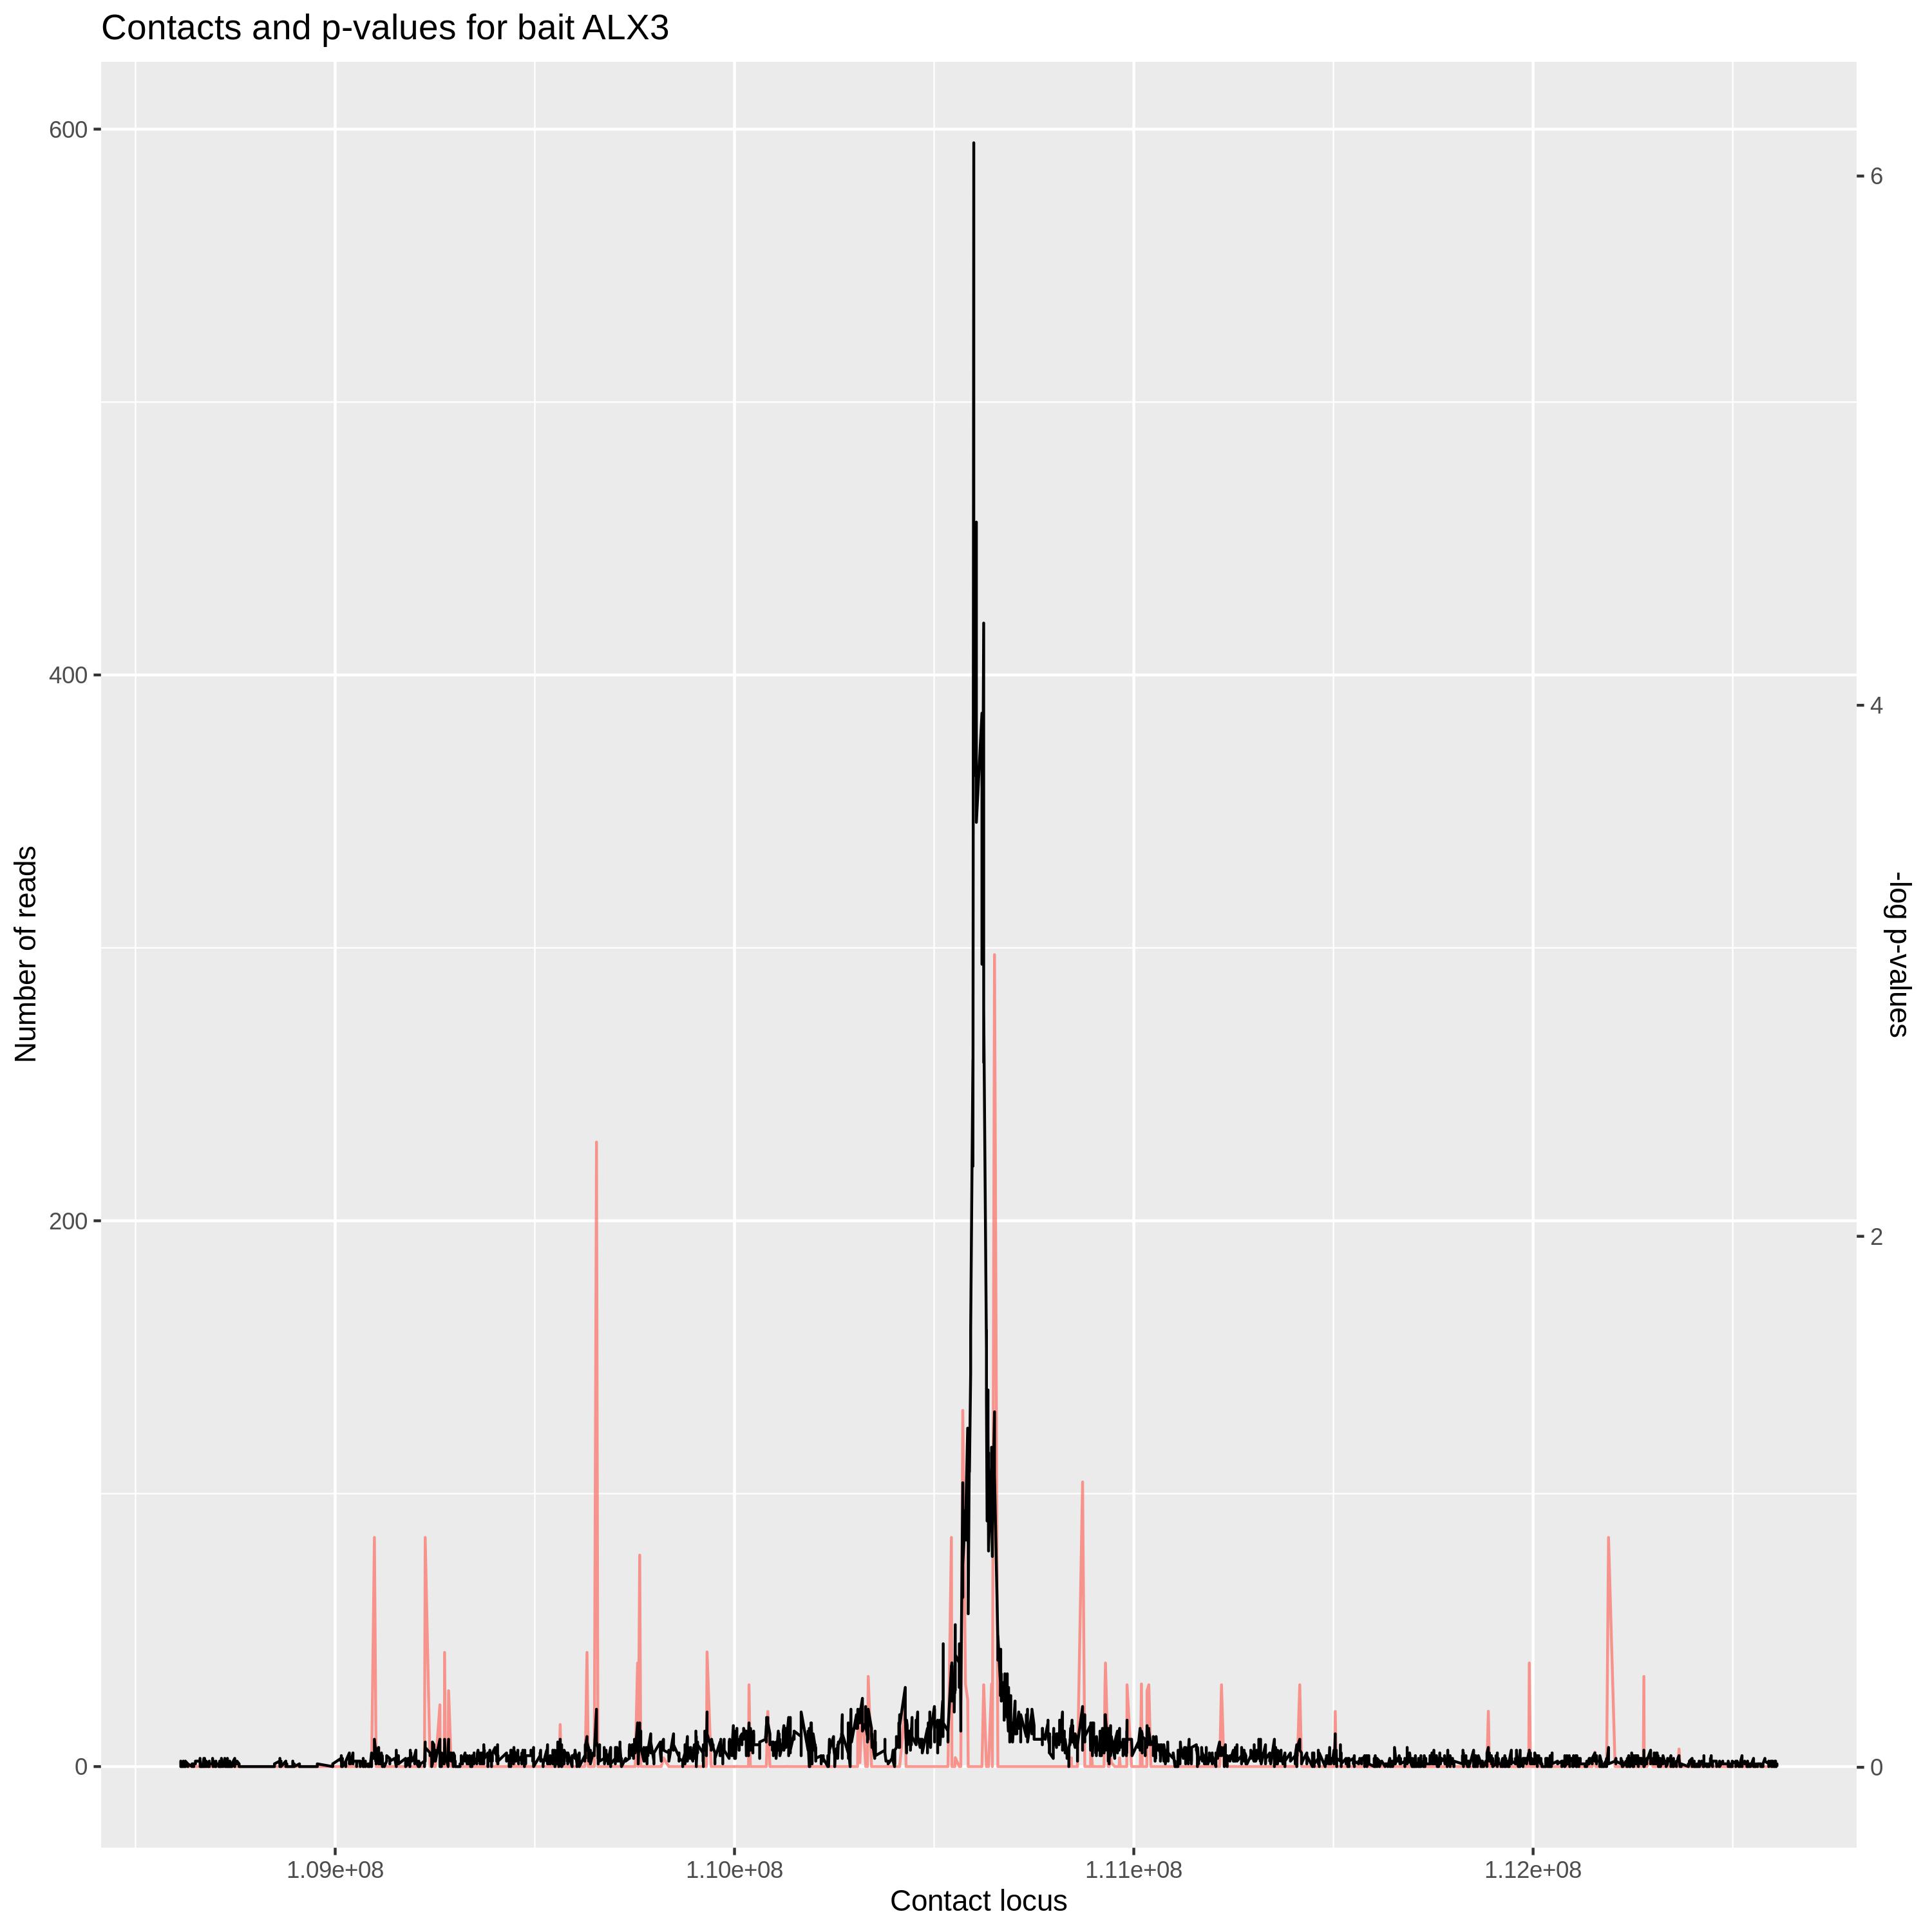 Contacts and p-values for bait ALX3
600
400
200
0
Number of reads
6
4
2
0
-log p-values
1.09e+08
1.10e+08
1.11e+08
1.12e+08
Contact locus